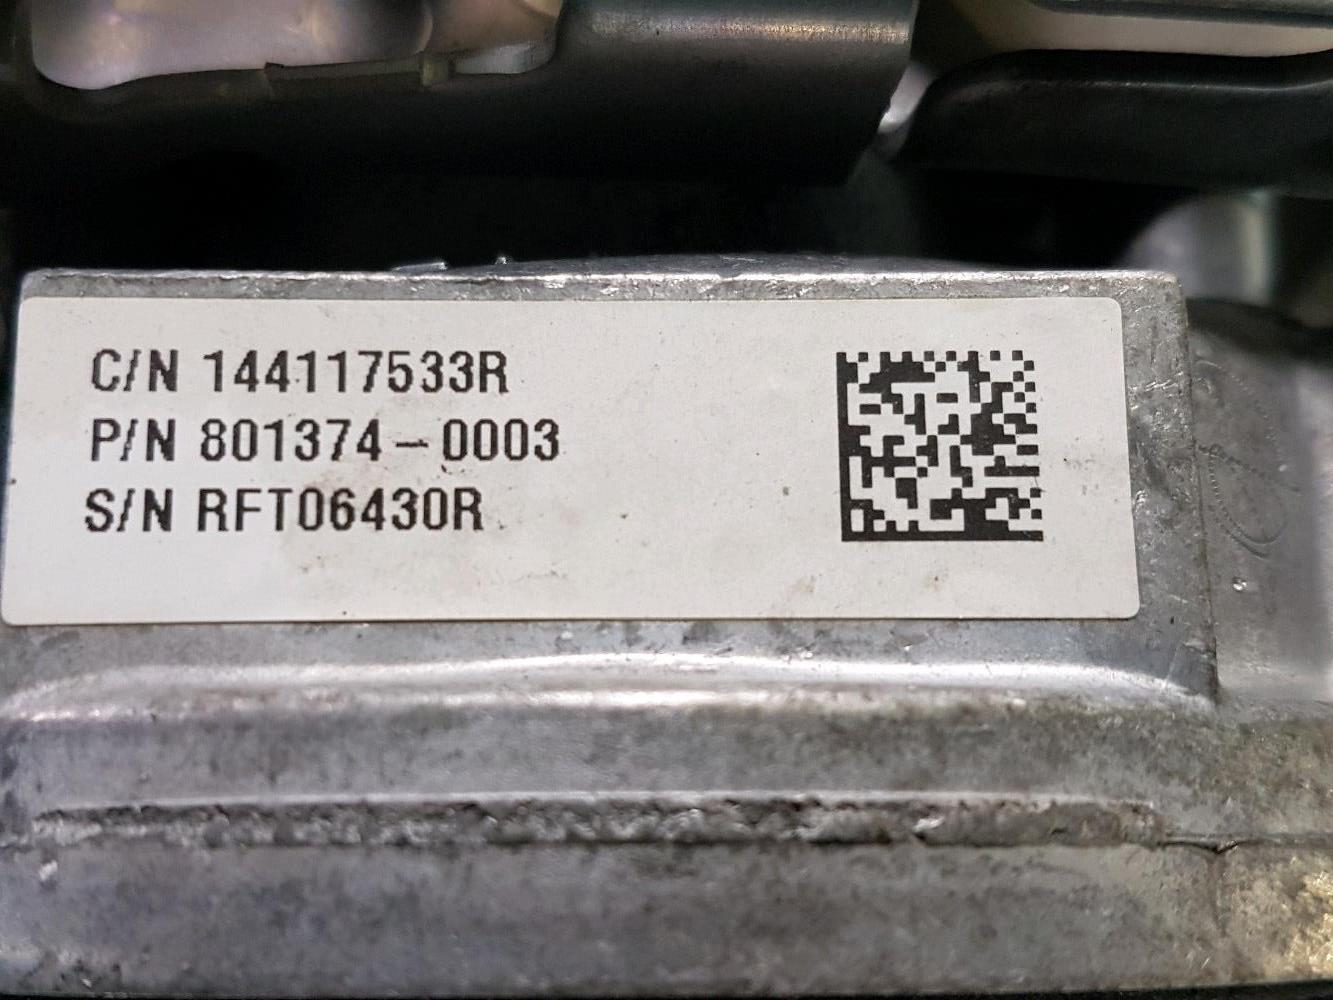 C/N 144117533R
P/N 801374-0003
S/N RFT06430R